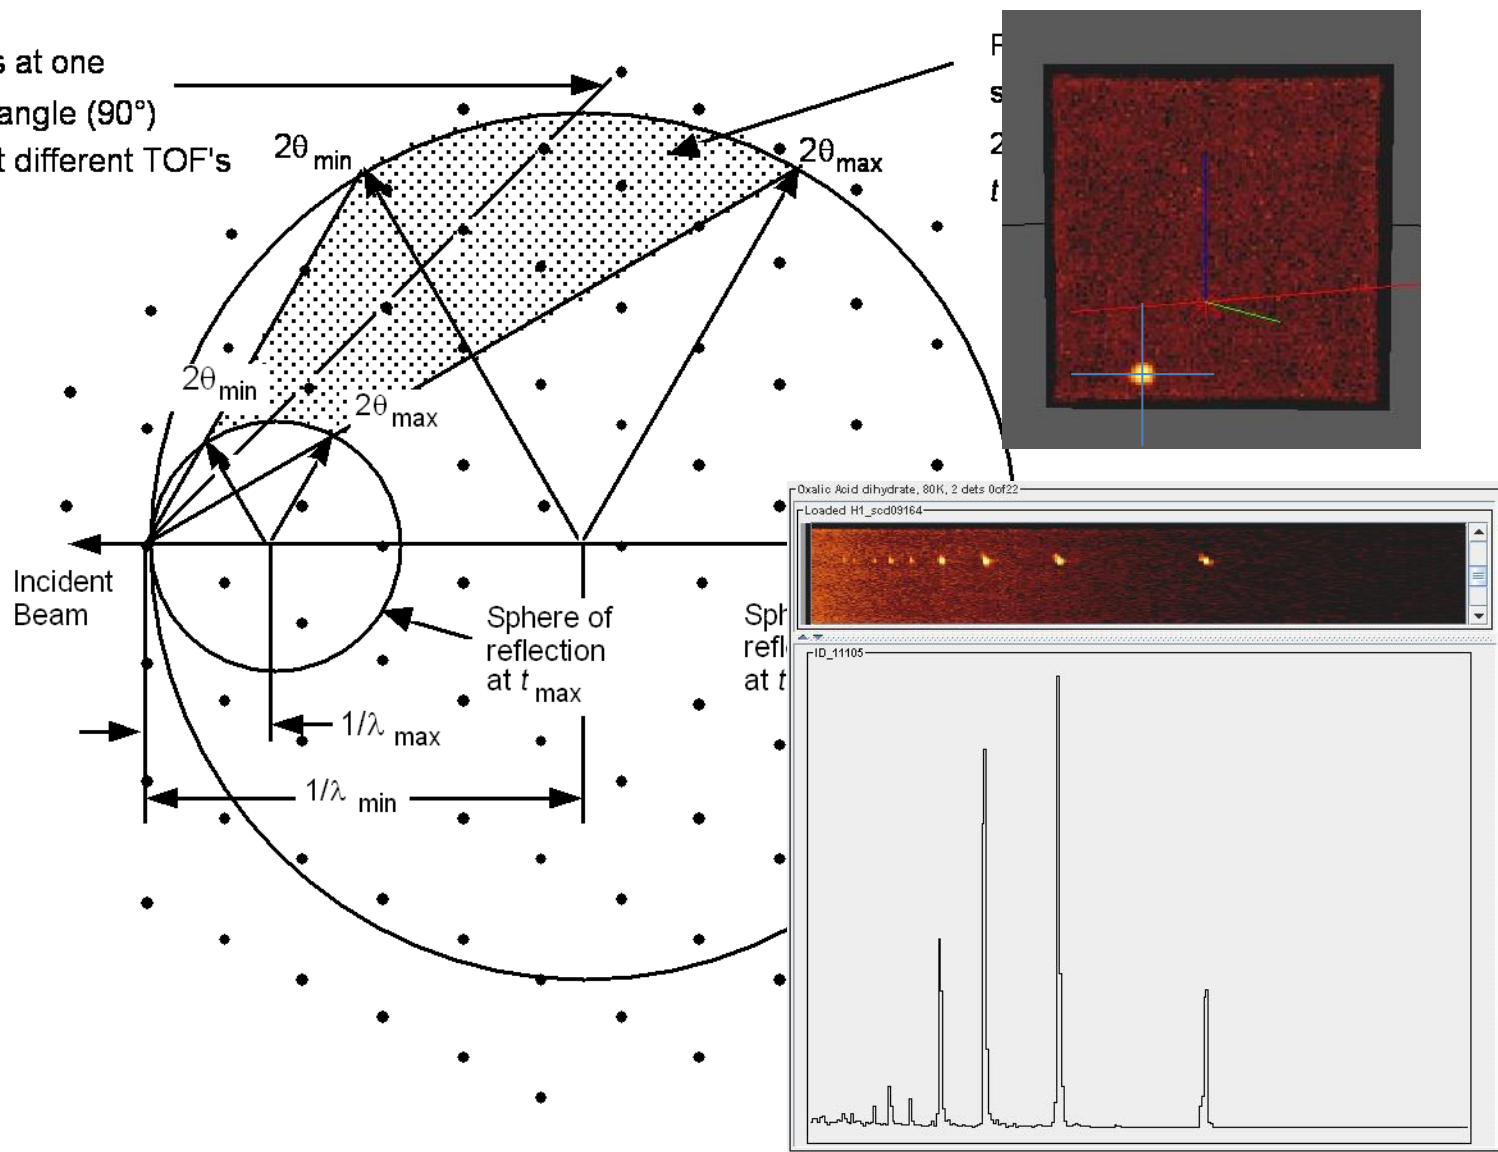 s at one
angle (90°)
t different TOF's
2θ min
2θ max
s
2
t
2θ min
2θ max
Incident
Beam
Sphere of
reflection
at t max
Sph
refl
at t
1/λ max
1/λ min
Oxalic Acid dihydrate, 80K, 2 dets 0of22
Loaded H1_scd09164
ID_11105